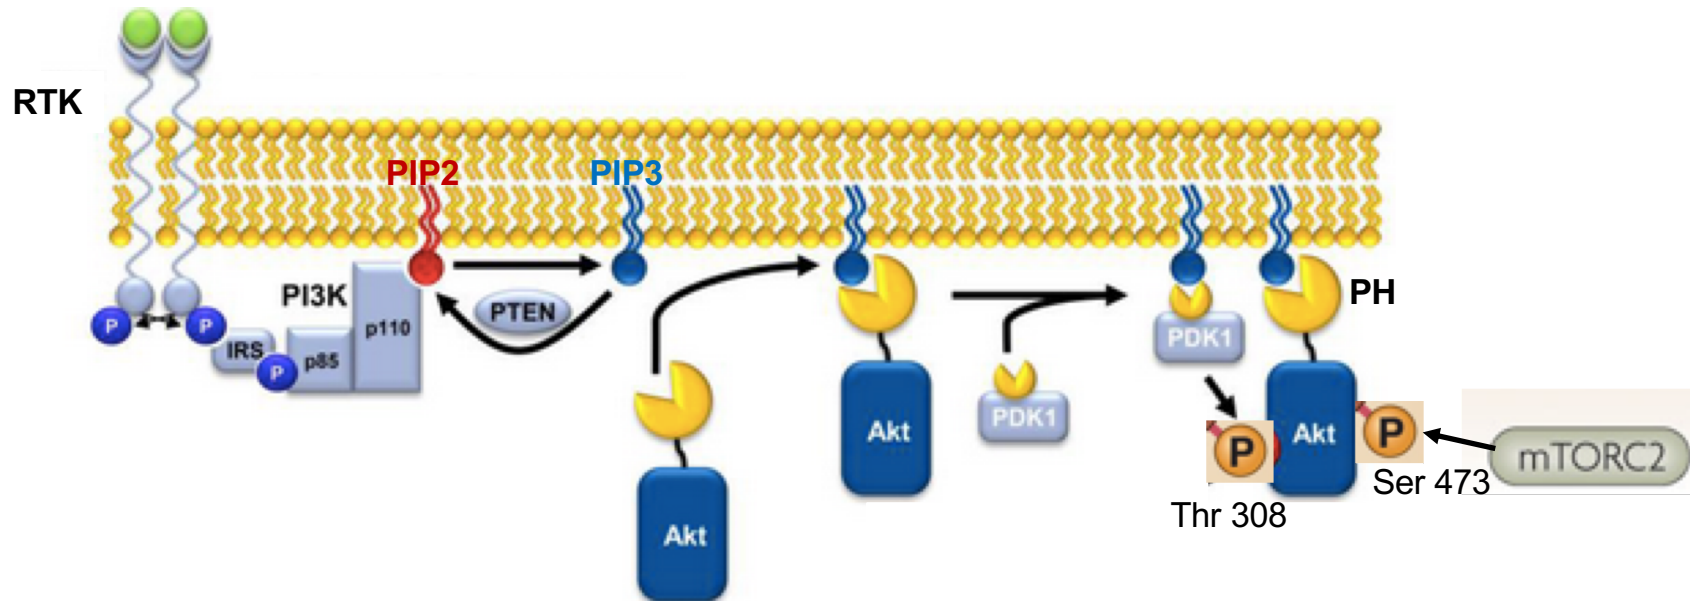 RTK
PIP2
PIP3
PI3K
p110
PTEN
PH
P
P
IRS
p85
P
PDK1
PDK1
Akt
Akt
Akt
P
P
mTORC2
Ser 473
Thr 308